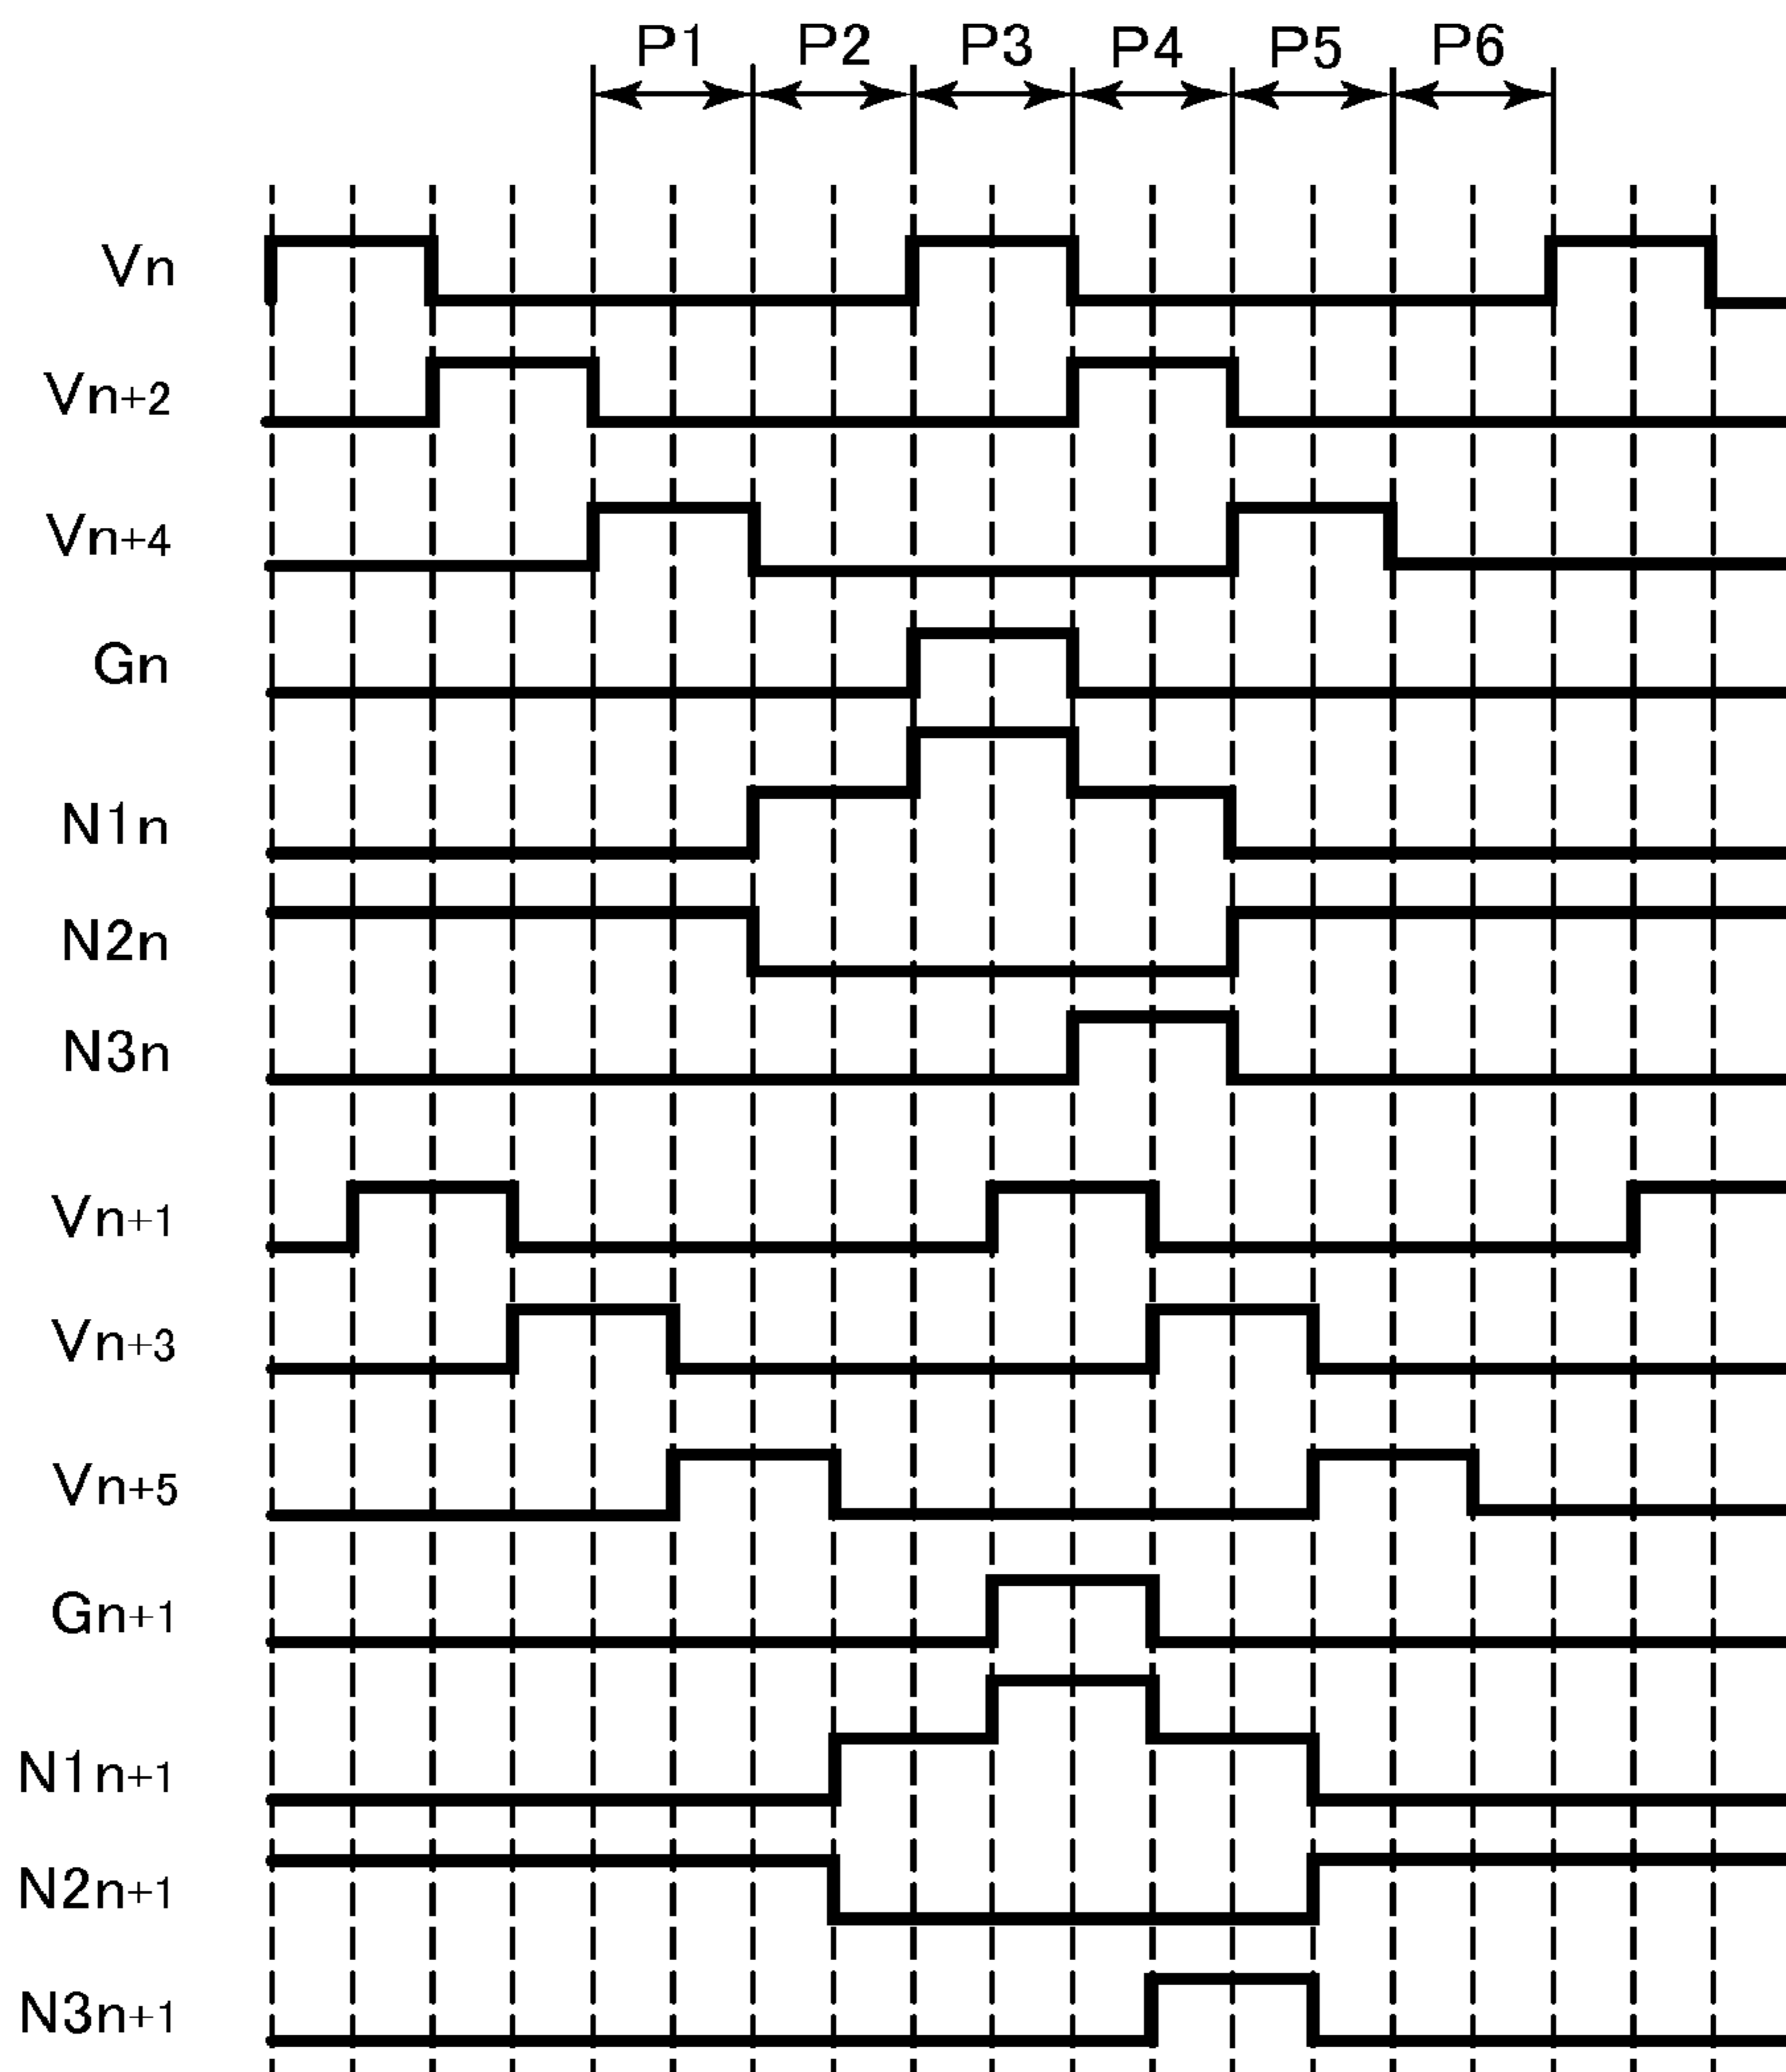 P1 P2 P3 P4 P5 P6
Vn
Vn+2
Vn+4
Gn
N1n
N2n
N3n
Vn+1
Vn+3
Vn+5
Gn+1
N1n+1
N2n+1
N3n+1